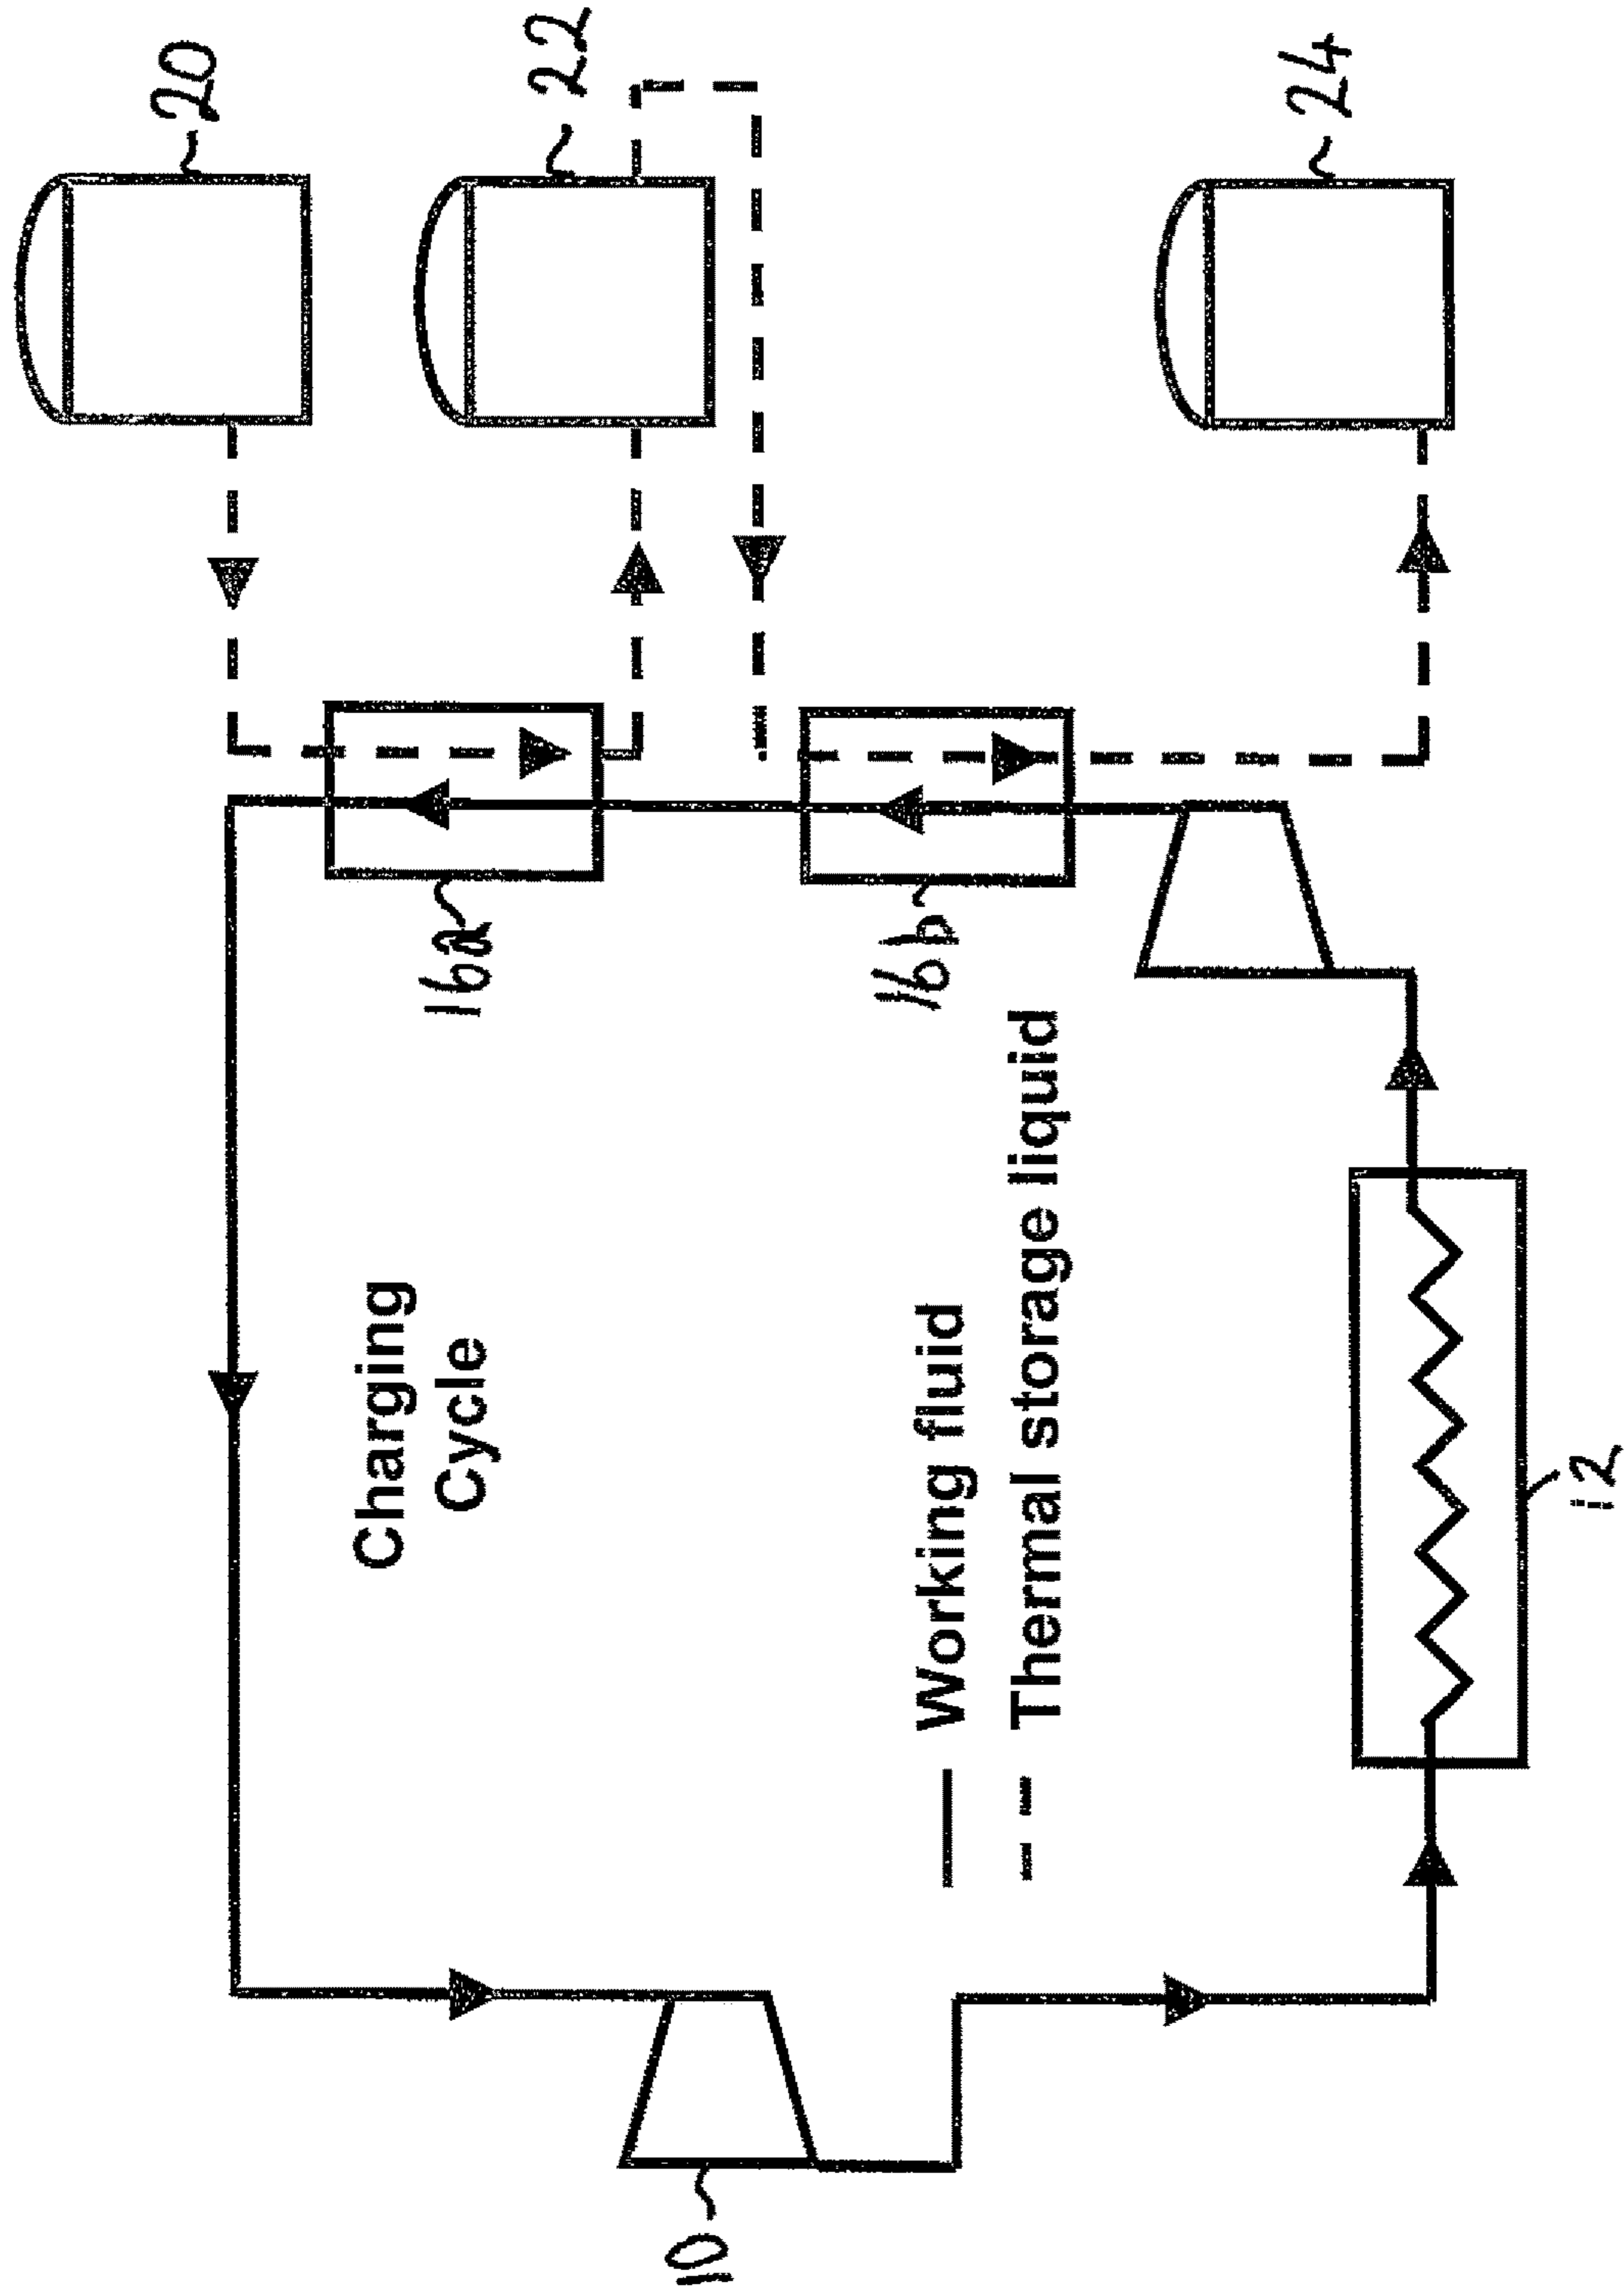 20
22
24
Charging
Cycle
16a
16b
Working fluid
Thermal storage liquid
10
12